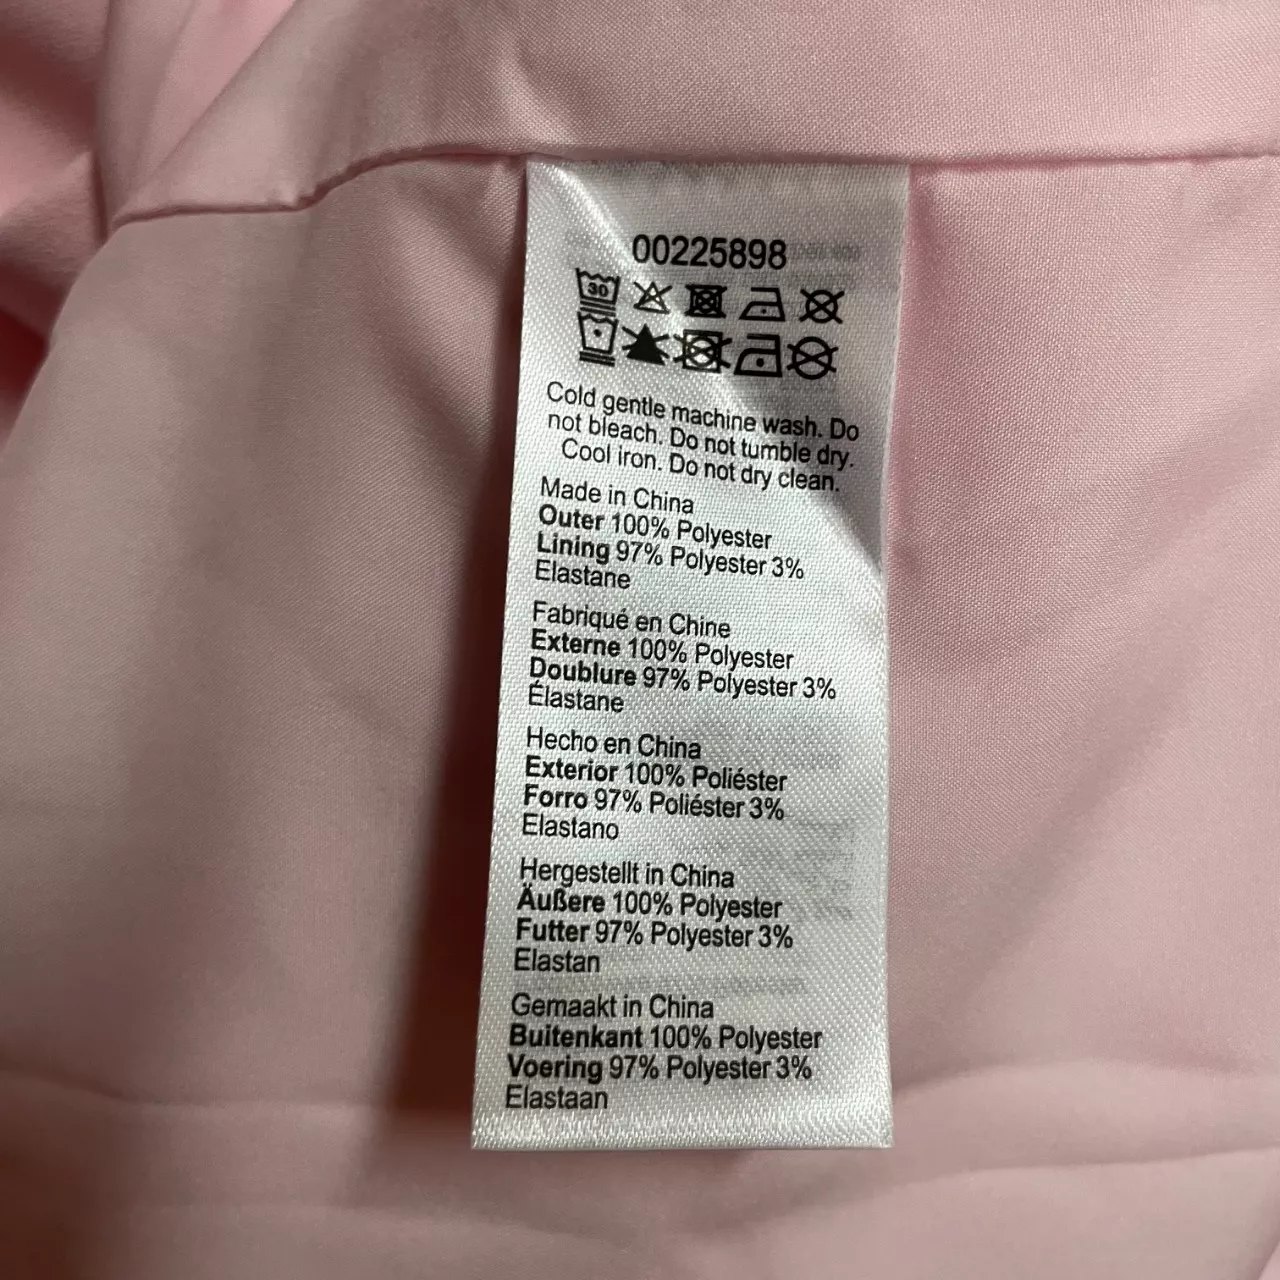 00225898
30
Cold gentle machine wash. Do
not bleach. Do not tumble dry.
Cool iron. Do not dry clean.
Made in China
Outer 100% Polyester
Lining 97% Polyester 3%
Elastane
Fabriqué en Chine
Externe 100% Polyester
Doublure 97% Polyester 3%
Élastane
Hecho en China
Exterior 100% Poliéster
Forro 97% Poliéster 3%
Elastano
Hergestellt in China
Äußere 100% Polyester
Futter 97% Polyester 3%
Elastan
Gemaakt in China
Buitenkant 100% Polyester
Voering 97% Polyester 3%
Elastaan